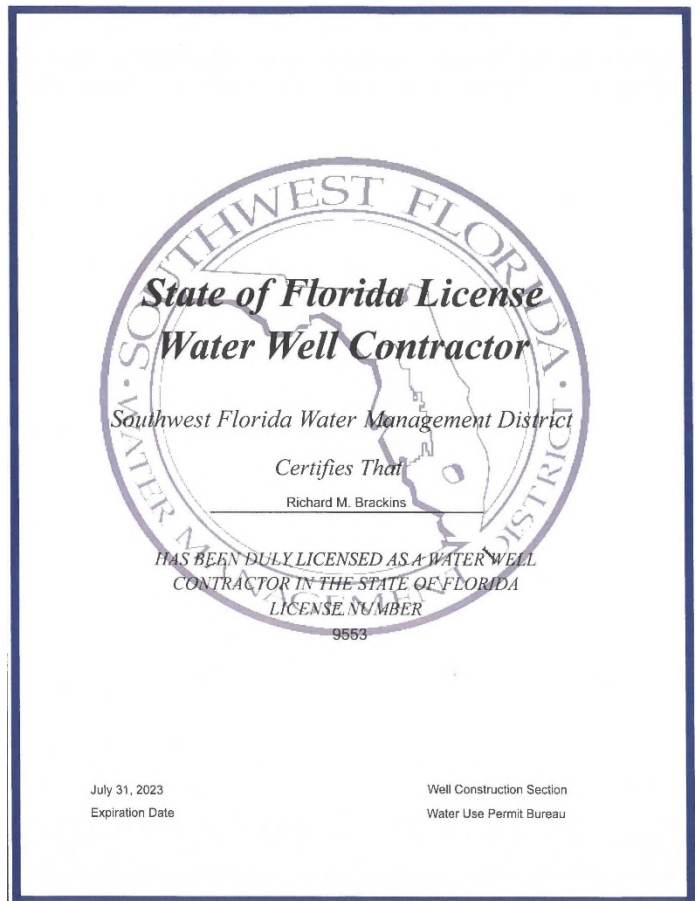 SOUTHWEST FLORIDA
WATER MANAGEMENT DISTRICT
State of Florida License
Water Well Contractor
Southwest Florida Water Management District
Certifies That
Richard M. Brackins
HAS BEEN DULY LICENSED AS A WATER WELL
CONTRACTOR IN THE STATE OF FLORIDA
LICENSE NUMBER
9553
July 31, 2023
Expiration Date
Well Construction Section
Water Use Permit Bureau